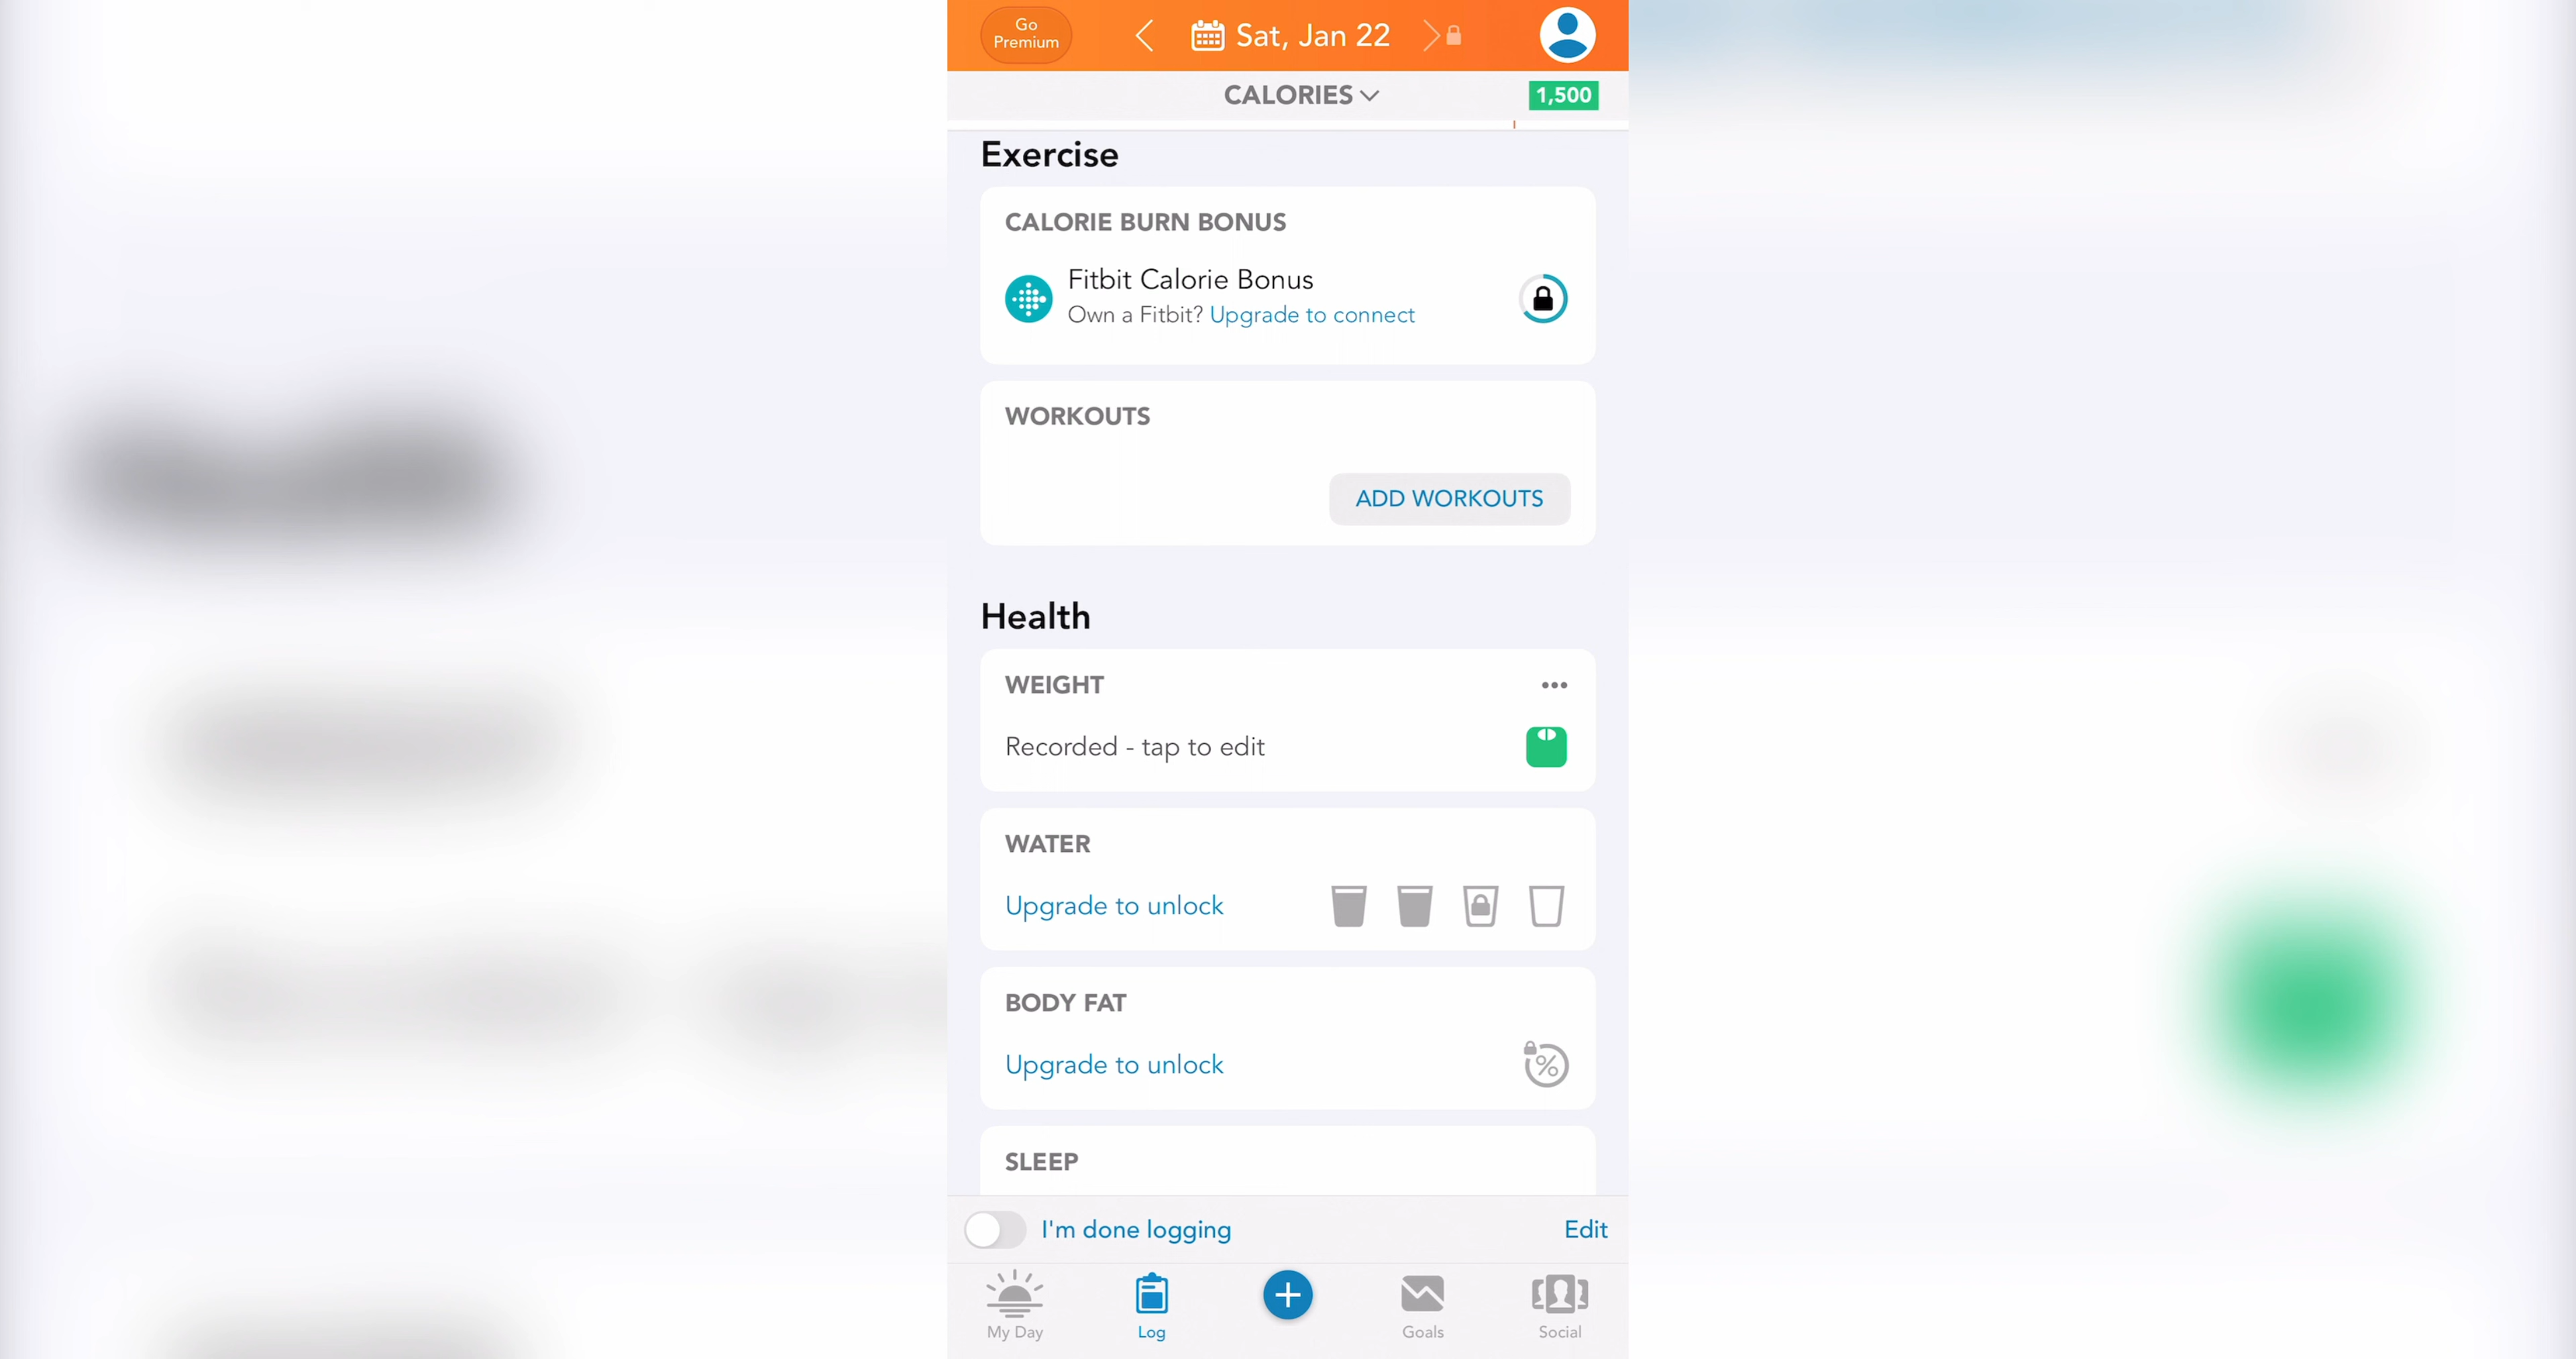 Go
Premium
Sat, Jan 22
CALORIES
1,500
Exercise
CALORIE BURN BONUS
Fitbit Calorie Bonus
Own a Fitbit? Upgrade to connect
WORKOUTS
ADD WORKOUTS
Health
WEIGHT
Recorded - tap to edit
WATER
Upgrade to unlock
BODY FAT
Upgrade to unlock
%
SLEEP
I'm done logging
Edit
My Day
Log
Goals
Social